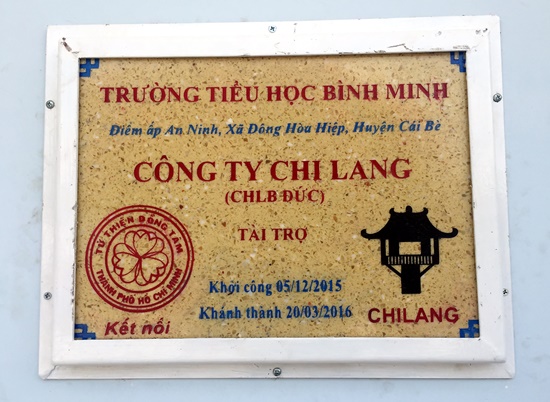 TRƯỜNG TIỂU HỌC BÌNH MINH
Điểm ấp An Ninh, Xã Đông Hòa Hiệp, Huyện Cái Bè
CÔNG TY CHI LANG
(CHLB ĐỨC)
TÀI TRỢ
TỪ THIỆN ĐỒNG TÂM
THÀNH PHỐ HỒ CHÍ MINH
Kết nối
Khởi công 05/12/2015
Khánh thành 20/03/2016
CHILANG